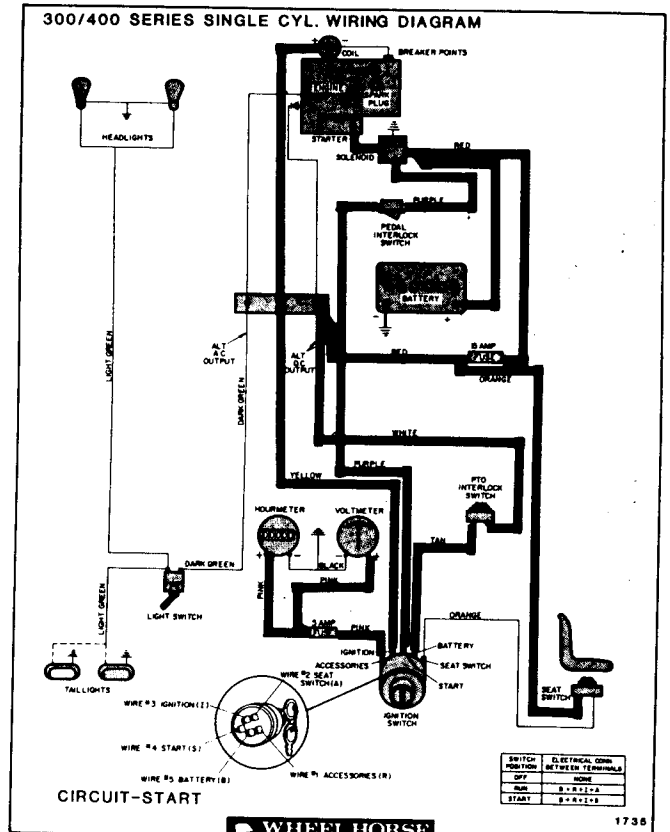 300/400 SERIES SINGLE CYL. WIRING DIAGRAM
COIL
BREAKER POINTS
ENGINE
SPARK PLUG
HEADLIGHTS
STARTER
SOLENOID
RED
PURPLE
PEDAL
INTERLOCK
SWITCH
BATTERY
LIGHT GREEN
ALT
AC
OUTPUT
DARK GREEN
ALT
DC
OUTPUT
RED
15 AMP
FUSE
ORANGE
WHITE
PURPLE
YELLOW
PTO
INTERLOCK
SWITCH
HOURMETER
VOLTMETER
TAN
DARK GREEN
BLACK
PINK
PINK
LIGHT GREEN
LIGHT SWITCH
5 AMP
FUSE
PINK
ORANGE
IGNITION
BATTERY
ACCESSORIES
SEAT SWITCH
START
TAILLIGHTS
IGNITION
SWITCH
SEAT
SWITCH
WIRE #2 SEAT
SWITCH(A)
WIRE #3 IGNITION(I)
WIRE #4 START(S)
WIRE #5 BATTERY(B)
WIRE #1 ACCESSORIES(R)
SWITCH POSITION ELECTRICAL CONN BETWEEN TERMINALS
OFF NONE
RUN B+R+I+A
START
CIRCUIT-START
WHEEL HORSE
1736